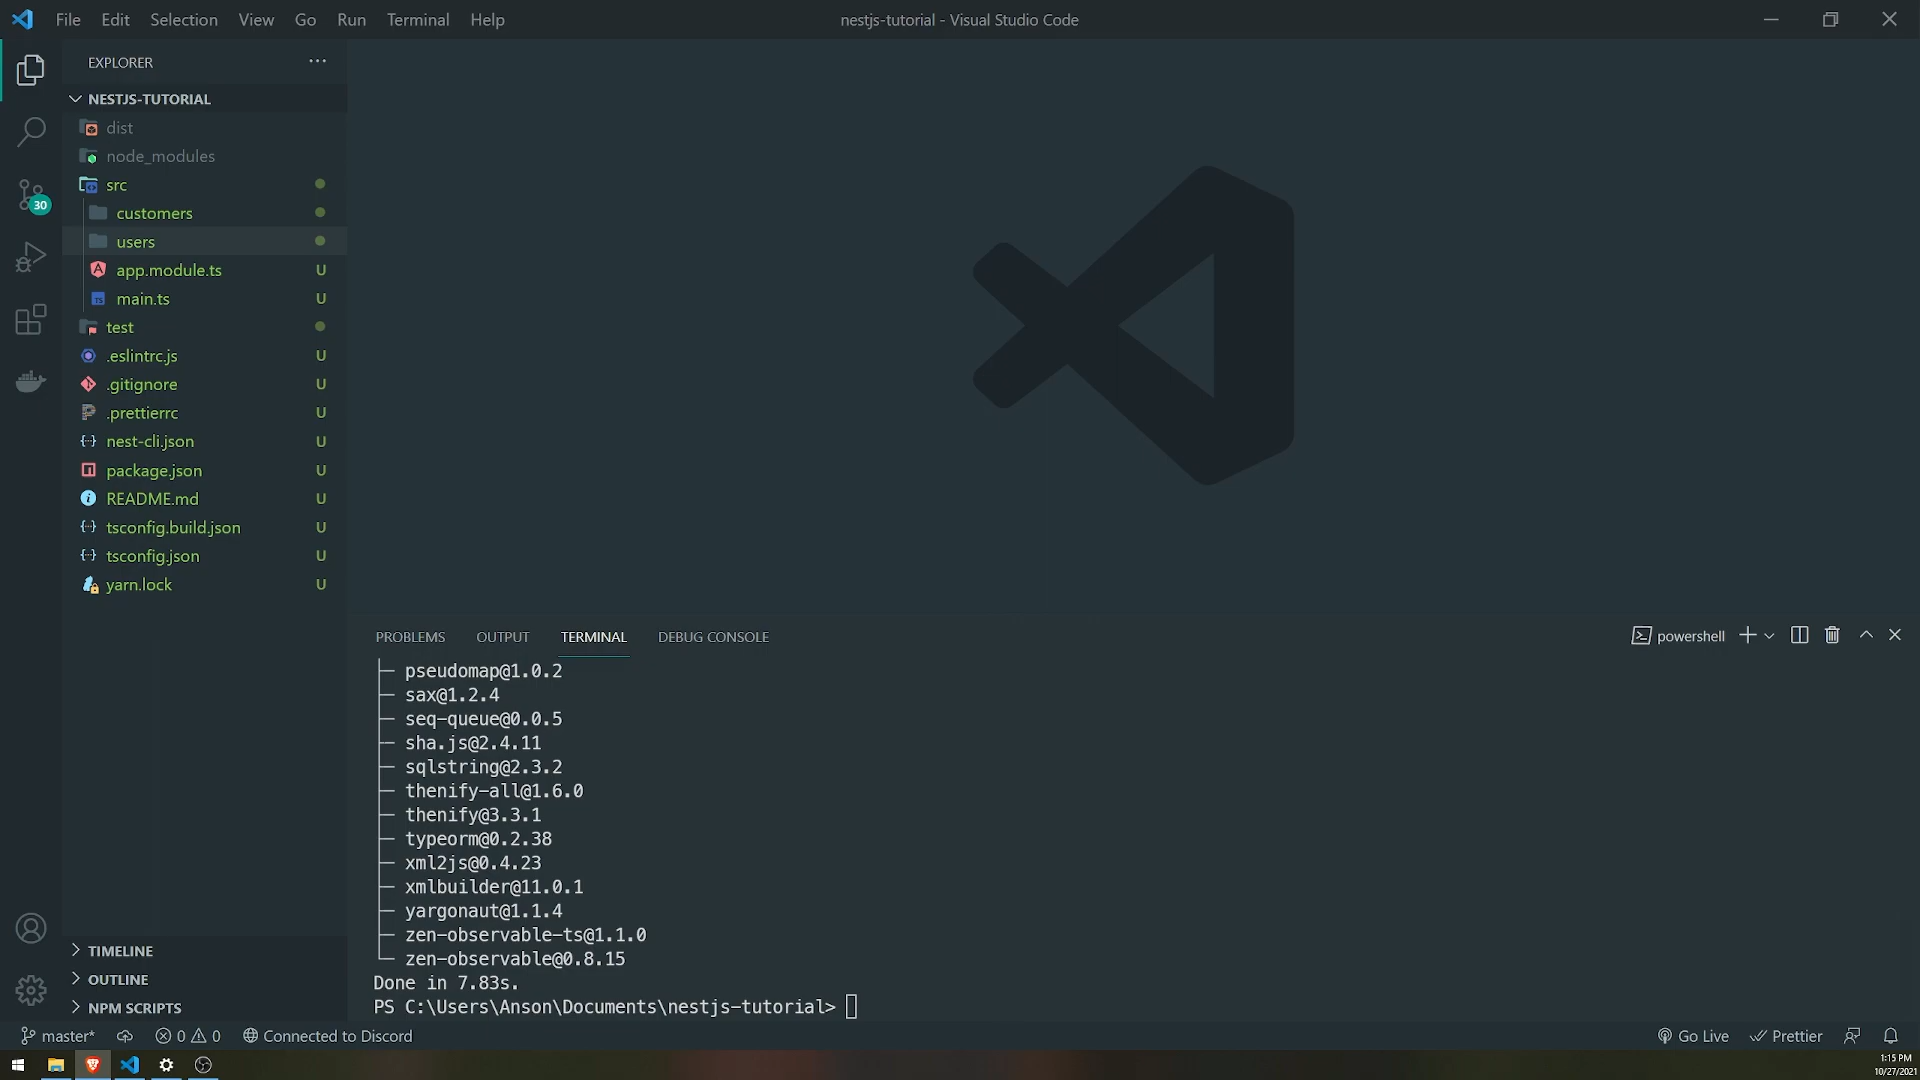 File Edit Selection View Go Run Terminal Help
nestjs-tutorial - Visual Studio Code
EXPLORER
NESTJS-TUTORIAL
dist
node_modules
src
customers
users
app.module.ts U
main.ts U
test
.eslintrc.js U
.gitignore U
.prettierrc U
nest-cli.json U
package.json U
README.md U
tsconfig.build.json U
tsconfig.json U
yarn.lock U
30
TIMELINE
OUTLINE
NPM SCRIPTS
PROBLEMS OUTPUT TERMINAL DEBUG CONSOLE
powershell
├─ pseudomap@1.0.2
├─ sax@1.2.4
├─ seq-queue@0.0.5
├─ sha.js@2.4.11
├─ sqlstring@2.3.2
├─ thenify-all@1.6.0
├─ thenify@3.3.1
├─ typeorm@0.2.38
├─ xml2js@0.4.23
├─ xmlbuilder@11.0.1
├─ yargonaut@1.1.4
├─ zen-observable-ts@1.1.0
└─ zen-observable@0.8.15
Done in 7.83s.
PS C:\Users\Anson\Documents\nestjs-tutorial>
master* 0 0 Connected to Discord
Go Live Prettier
1:15 PM
10/27/2021